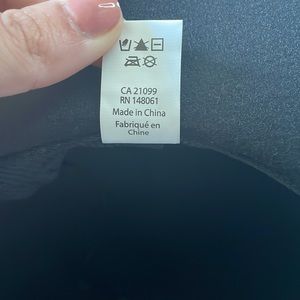 CA 21099
RN 148061
Made in China
Fabriqué en
Chine